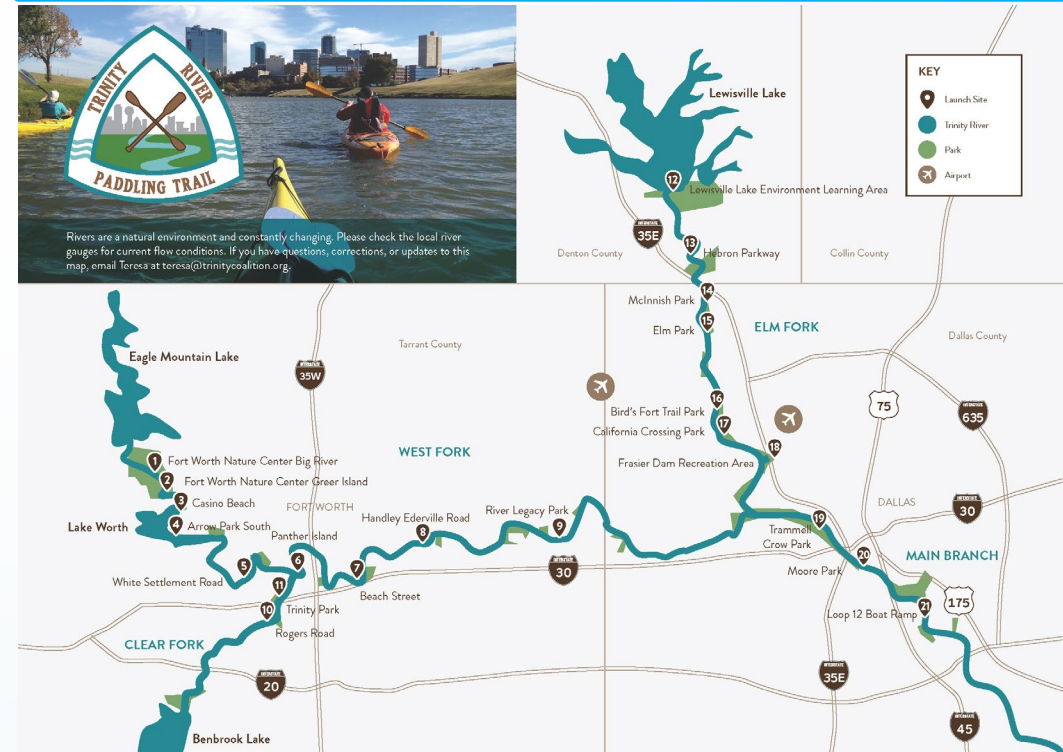 TRINITY RIVER
PADDLING TRAIL
Rivers are a natural environment and constantly changing. Please check the local river
gauges for current flow conditions. If you have questions, corrections, or updates to this
map, email Teresa at teresa@trinitycoalition.org.
KEY
Launch Site
Trinity River
Park
Airport
Lewisville Lake
12
Lewisville Lake Environment Learning Area
INTERSTATE
35E
13
Hebron Parkway
Denton County
Collin County
14
McInnish Park
15
Elm Park
ELM FORK
Dallas County
Tarrant County
Eagle Mountain Lake
INTERSTATE
35W
75
INTERSTATE
635
16
Bird's Fort Trail Park
17
California Crossing Park
18
Frasier Dam Recreation Area
WEST FORK
1
Fort Worth Nature Center Big River
2
Fort Worth Nature Center Greer Island
3
Casino Beach
FORT WORTH
DALLAS
INTERSTATE
30
Lake Worth
4
Arrow Park South
Handley Ederville Road
8
River Legacy Park
9
Panther Island
6
19
Trammell
Crow Park
20
Moore Park
MAIN BRANCH
5
White Settlement Road
7
Beach Street
INTERSTATE
30
11
Trinity Park
10
Rogers Road
21
Loop 12 Boat Ramp
175
CLEAR FORK
INTERSTATE
20
INTERSTATE
35E
INTERSTATE
45
Benbrook Lake